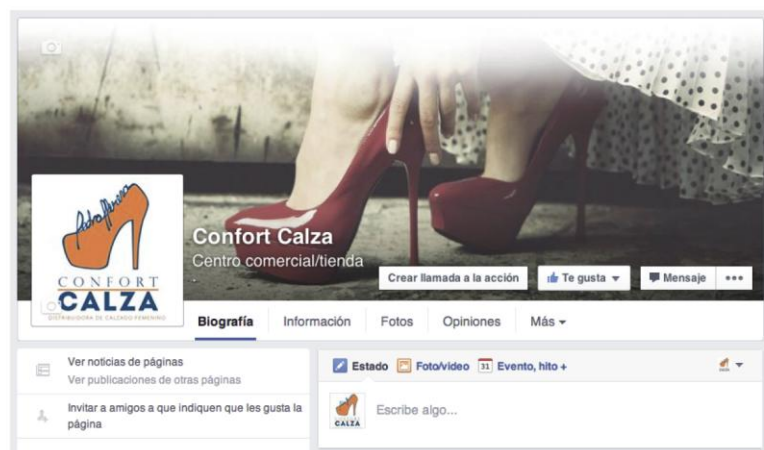 CONFORT
CALZA
DISTRIBUIDORA DE CALZADO FEMENINO
Confort Calza
Centro comercial/tienda
Crear llamada a la acción
Te gusta
Mensaje
Biografía
Información
Fotos
Opiniones
Más
Ver noticias de páginas
Ver publicaciones de otras páginas
Invitar a amigos a que indiquen que les gusta la
página
Estado
Foto/video
31
Evento, hito +
Escribe algo...
CALZA